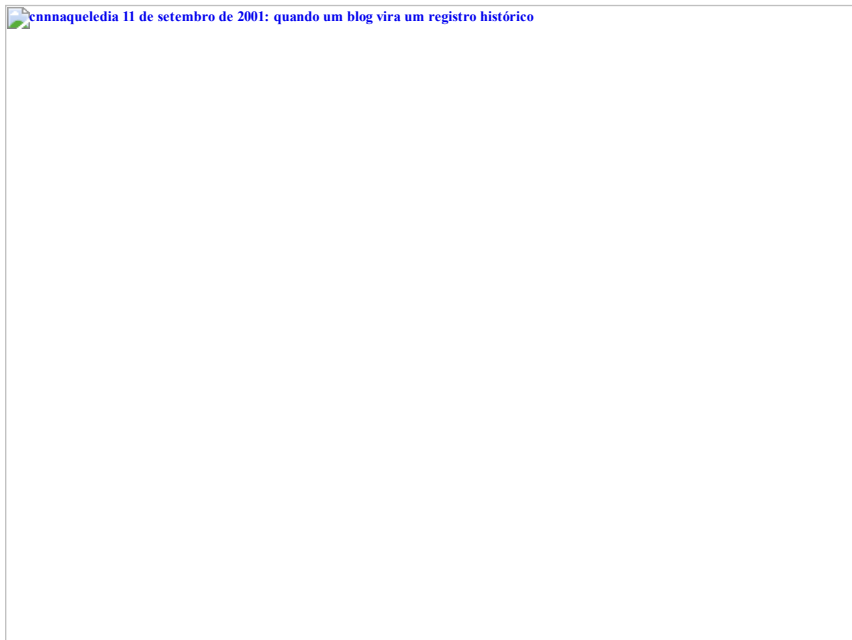 cnnnaqueledia 11 de setembro de 2001: quando um blog vira um registro histórico